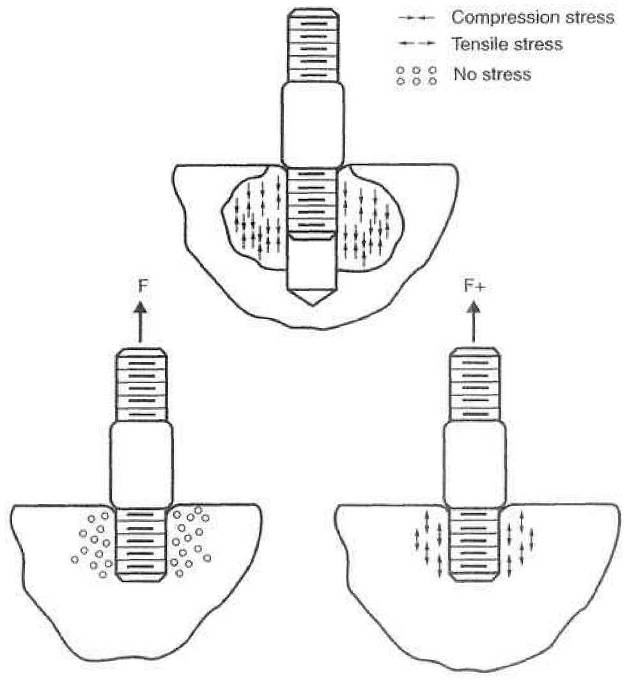 Compression stress
Tensile stress
No stress
F
F+